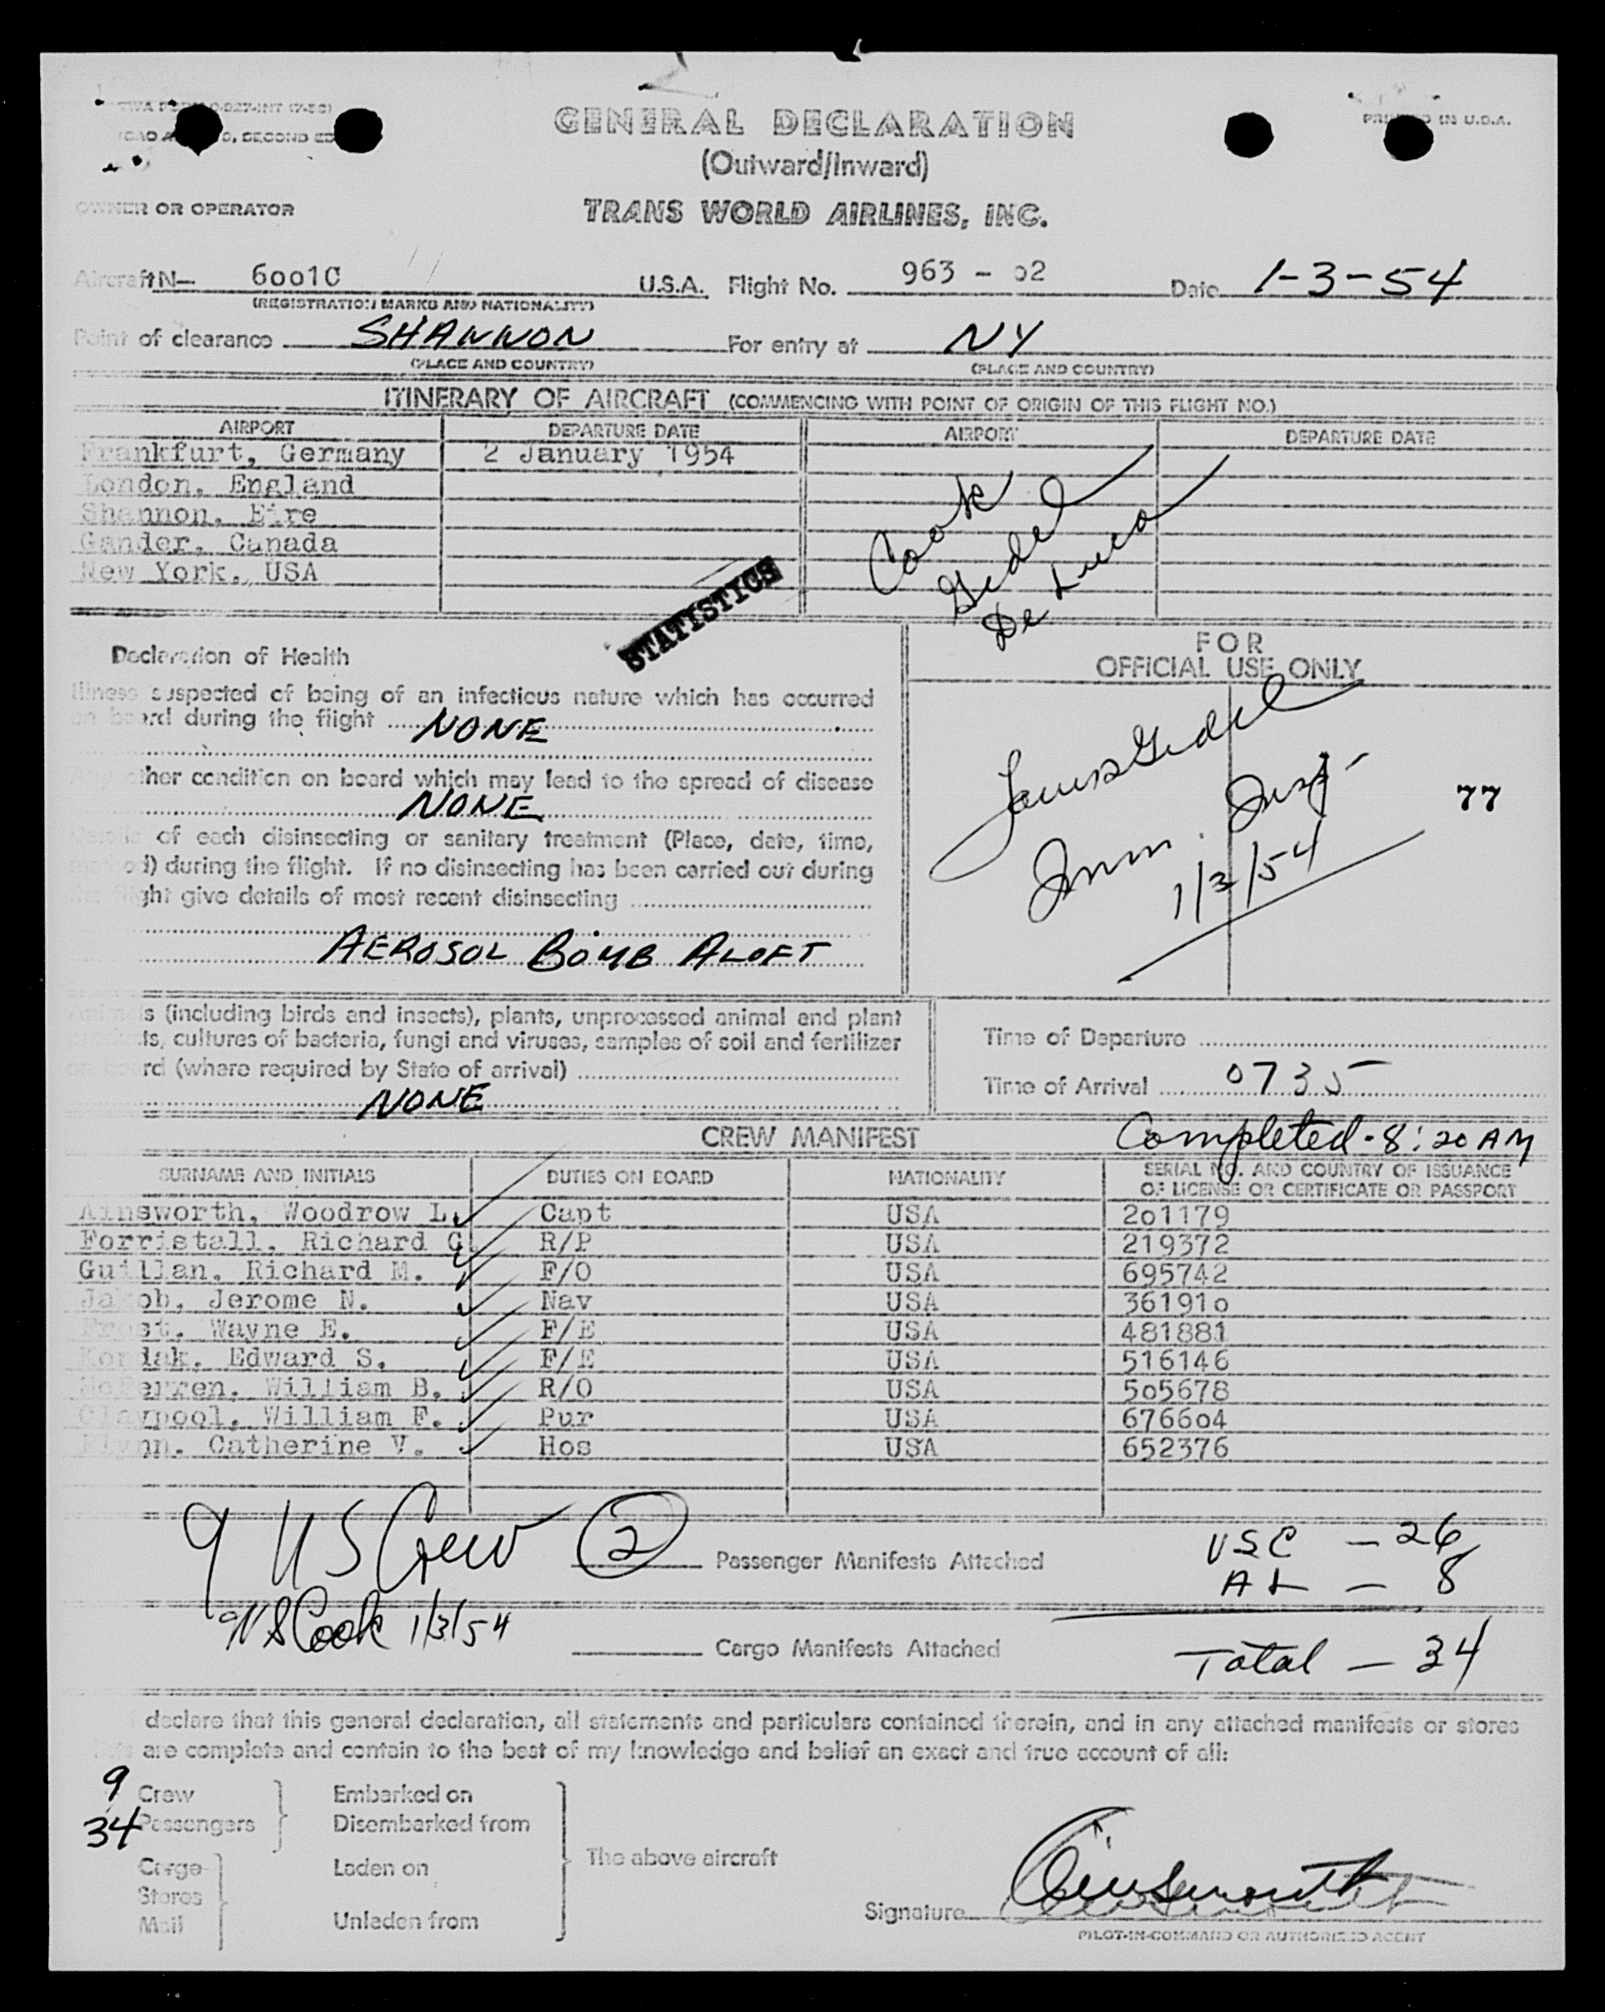 GENERAL DECLARATION
(Outward/Inward)
PRINTED IN U.S.A.
OWNER OR OPERATOR TRANS WORLD AIRLINES, INC.
Aircraft N— 6001C U.S.A. Flight No. 963 - 02 Date 1-3-54
(REGISTRATION MARKS AND NATIONALITY)
Point of clearance SHANNON For entry at NY
(PLACE AND COUNTRY) (PLACE AND COUNTRY)
ITINERARY OF AIRCRAFT (COMMENCING WITH POINT OF ORIGIN OF THIS FLIGHT NO.)
AIRPORT DEPARTURE DATE AIRPORT DEPARTURE DATE
Frankfurt, Germany 2 January 1954
London, England
Shannon, Eire
Gander, Canada
New York, USA
Cook
Gedel
De Luca
STATISTICS
Declaration of Health
Illness suspected of being of an infectious nature which has occurred
on board during the flight NONE
Any other condition on board which may lead to the spread of disease
NONE
Details of each disinsecting or sanitary treatment (Place, date, time,
method) during the flight. If no disinsecting has been carried out during
the flight give details of most recent disinsecting
AEROSOL BOMB ALOFT
FOR
OFFICIAL USE ONLY
Louis Gedel
Imm. Insp
1/3/54
77
Animals (including birds and insects), plants, unprocessed animal and plant
products, cultures of bacteria, fungi and viruses, samples of soil and fertilizer
on board (where required by State of arrival)
NONE
Time of Departure
Time of Arrival 0735
CREW MANIFEST Completed - 8:20 AM
SURNAME AND INITIALS DUTIES ON BOARD NATIONALITY SERIAL NO. AND COUNTRY OF ISSUANCE
OF LICENSE OR CERTIFICATE OR PASSPORT
Ainsworth, Woodrow L. Capt USA 201179
Forristall, Richard G. R/P USA 219372
Guillan, Richard M. F/O USA 695742
Jakob, Jerome N. Nav USA 361910
Frost, Wayne E. F/E USA 481881
Kordak, Edward S. F/E USA 516146
McFerren, William B. R/O USA 505678
Claypool, William F. Pur USA 676604
Flynn, Catherine V. Hos USA 652376
9 US Crew 2 Passenger Manifests Attached
USC — 26
AL — 8
NS Cook 1/3/54
Cargo Manifests Attached
Total — 34
declare that this general declaration, all statements and particulars contained therein, and in any attached manifests or stores
are complete and contain to the best of my knowledge and belief an exact and true account of all:
9 Crew Embarked on
34 Passengers Disembarked from
Cargo Laden on The above aircraft
Stores
Mail Unladen from
Signature Ainsworth
PILOT-IN-COMMAND OR AUTHORIZED AGENT